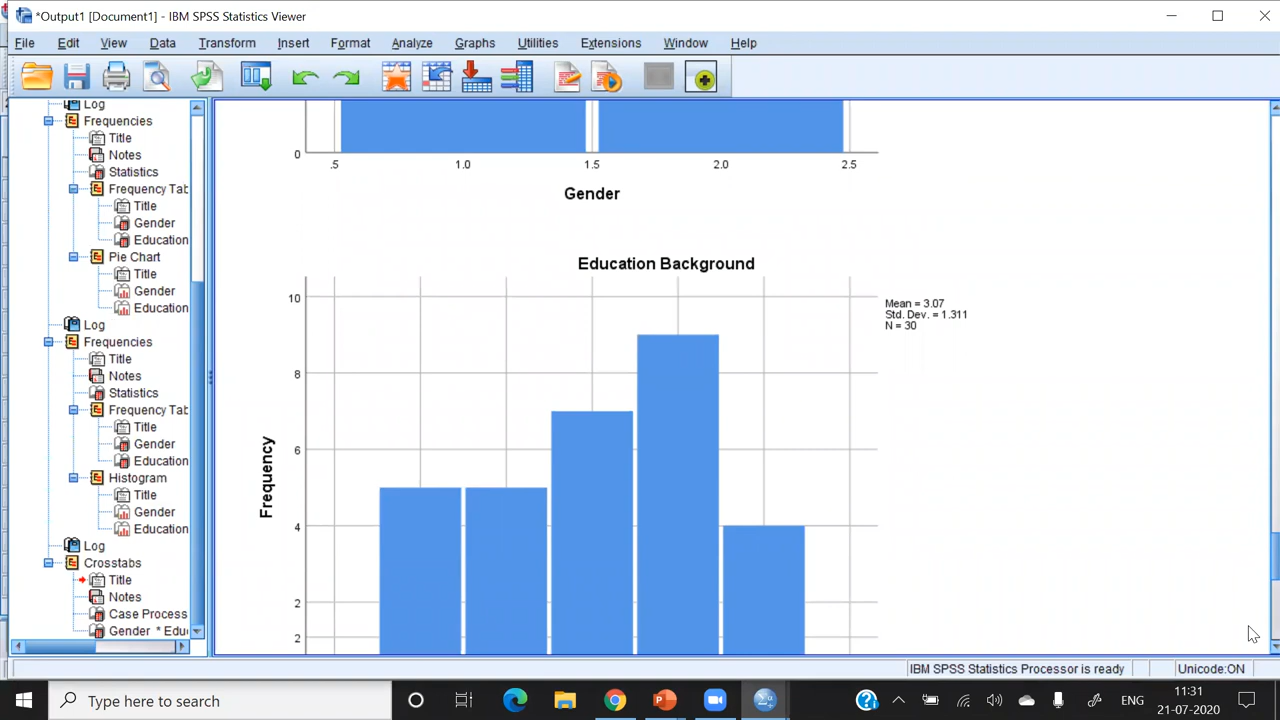 *Output1 [Document1] - IBM SPSS Statistics Viewer
File Edit View Data Transform Insert Format Analyze Graphs Utilities Extensions Window Help
Log
Frequencies
Title
Notes
Statistics
Frequency Tab
Title
Gender
Education
Pie Chart
Title
Gender
Education
Log
Frequencies
Title
Notes
Statistics
Frequency Tab
Title
Gender
Education
Histogram
Title
Gender
Education
Log
Crosstabs
Title
Notes
Case Process
Gender * Edu
0
.5 1.0 1.5 2.0 2.5
Gender
Education Background
10
8
6
4
2
2
Frequency
Mean = 3.07
Std. Dev. = 1.311
N = 30
IBM SPSS Statistics Processor is ready
Unicode:ON
Type here to search
ENG
11:31
21-07-2020